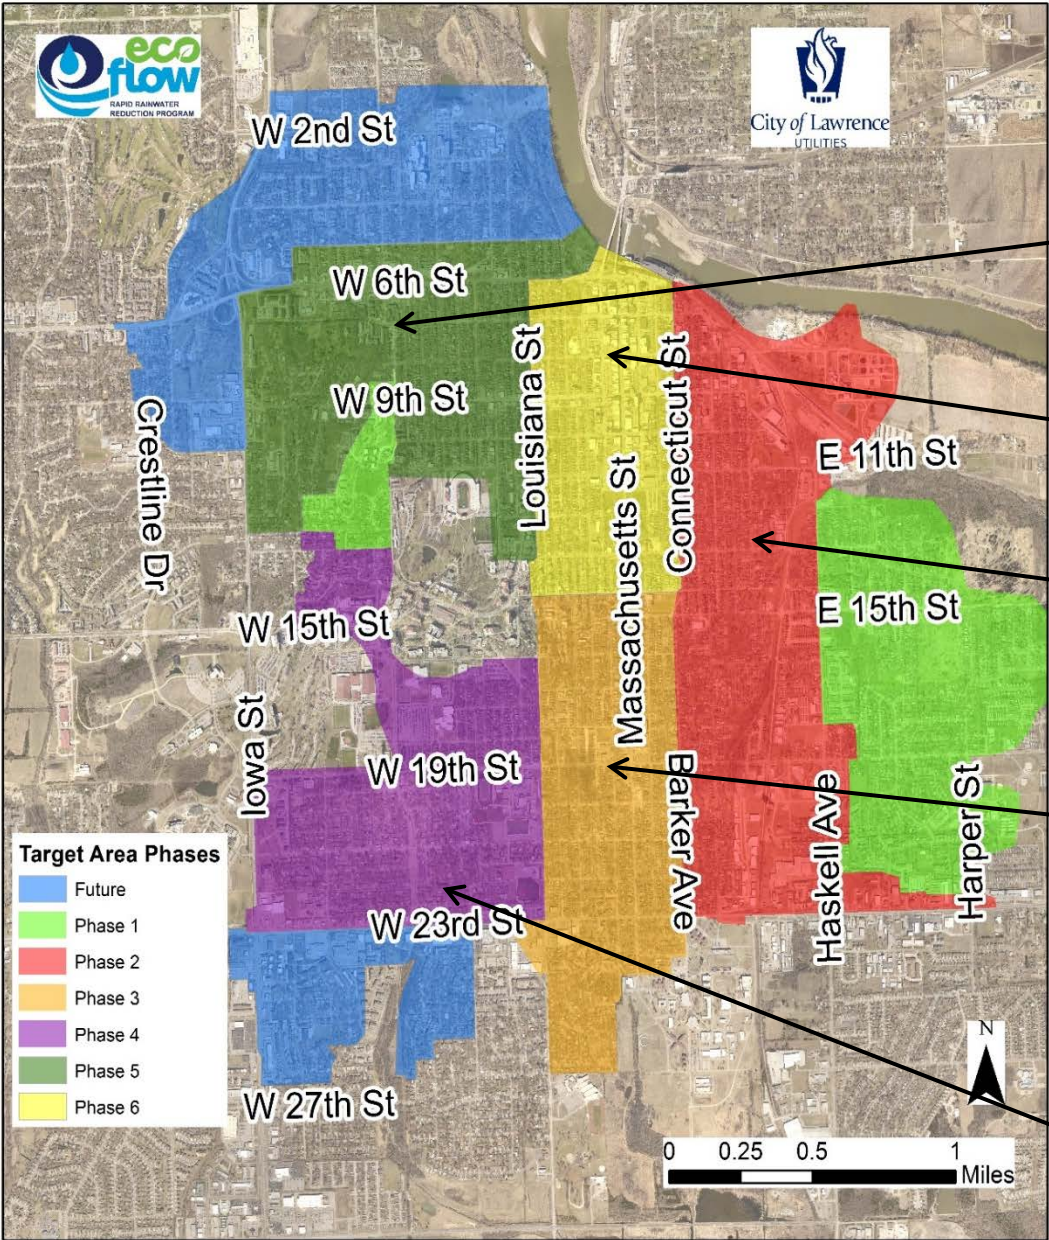 eco
flow
RAPID RAINWATER
REDUCTION PROGRAM
City of Lawrence
UTILITIES
W 2nd St
W 6th St
W 9th St
Louisiana St
Connecticut St
Crestline Dr
Massachusetts St
E 11th St
W 15th St
E 15th St
Iowa St
W 19th St
Barker Ave
Haskell Ave
Harper St
W 23rd St
W 27th St
Target Area Phases
Future
Phase 1
Phase 2
Phase 3
Phase 4
Phase 5
Phase 6
N
0 0.25 0.5 1
Miles